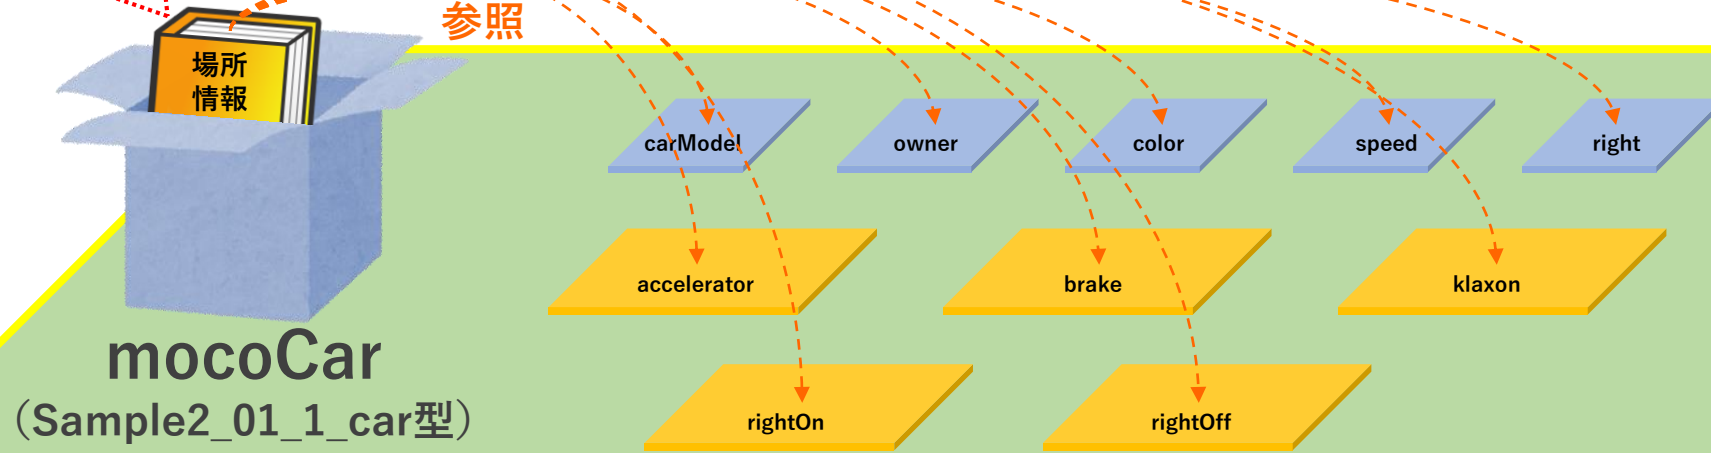 参照
場所
情報
carModel
owner
color
speed
right
accelerator
brake
klaxon
mocoCar
（Sample2_01_1_car型）
rightOn
rightOff